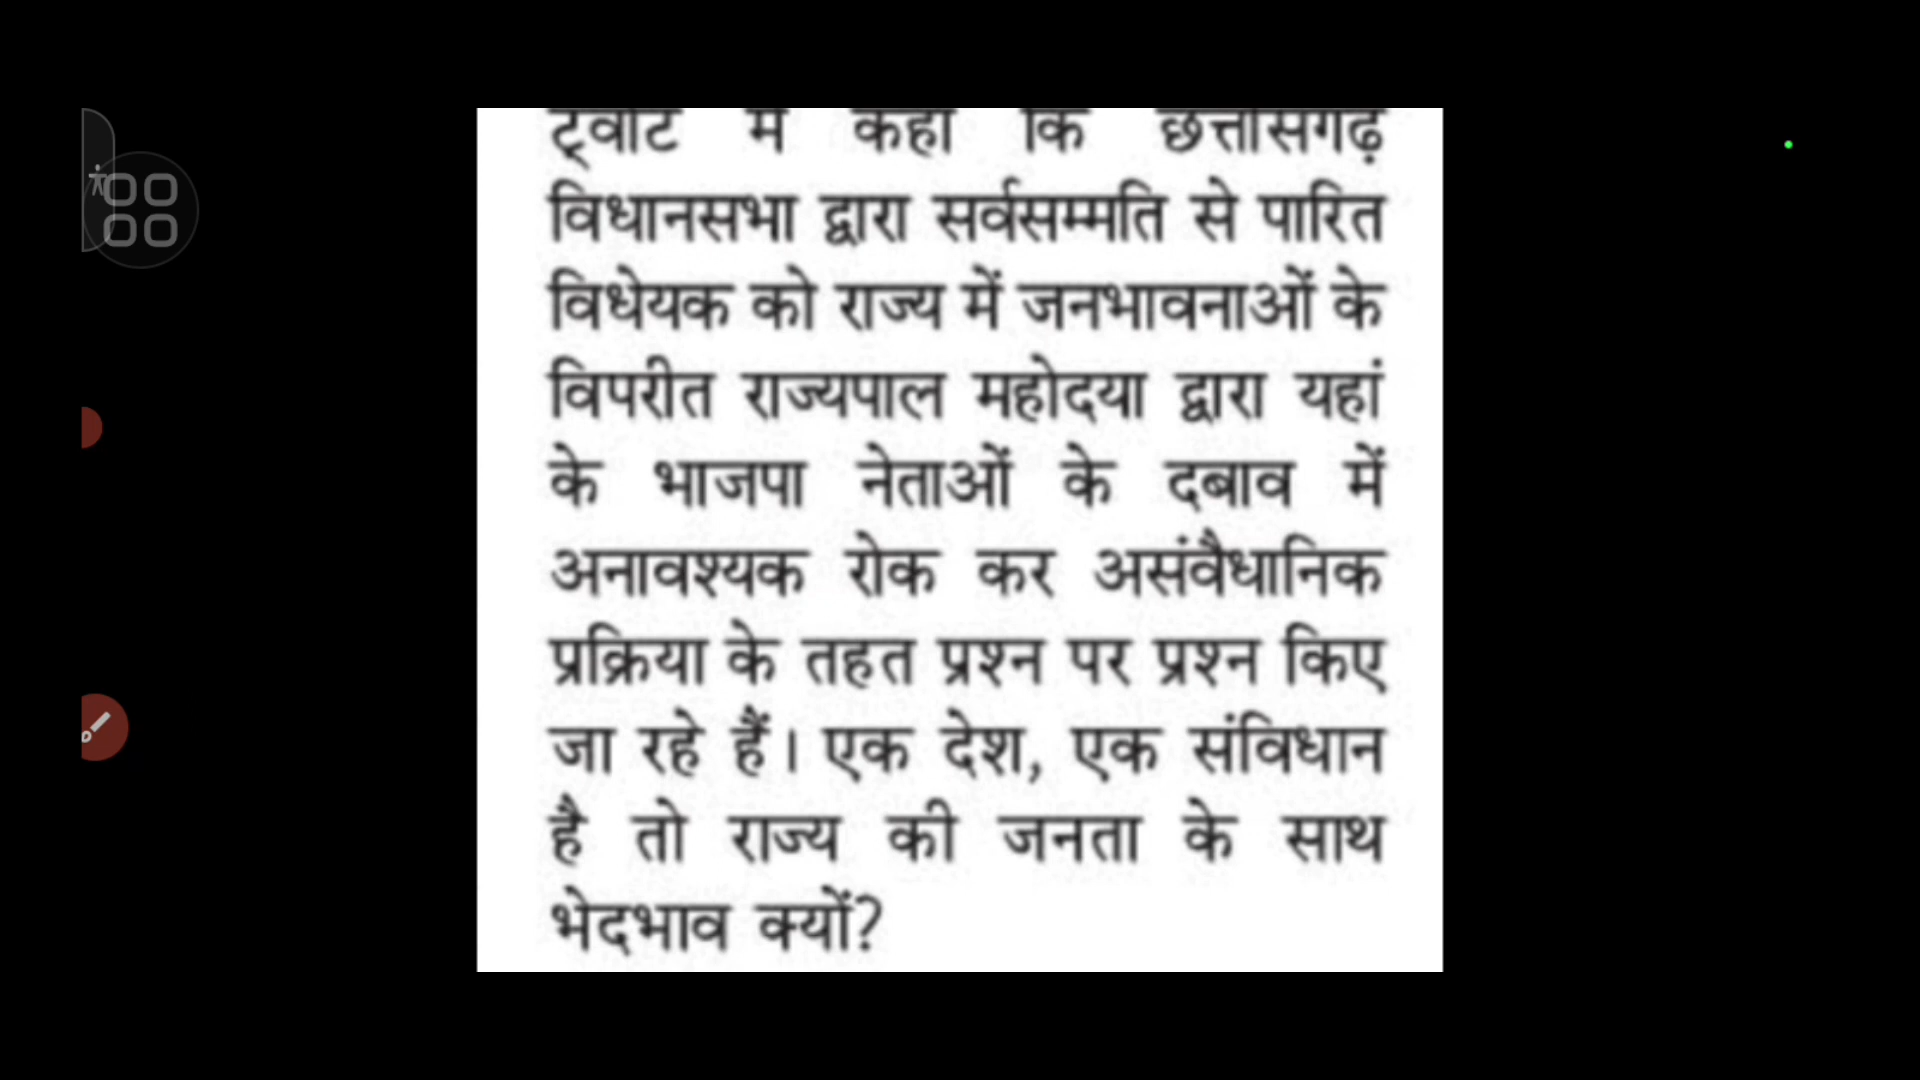 ट्वीट में कहा कि छत्तीसगढ़
विधानसभा द्वारा सर्वसम्मति से पारित
विधेयक को राज्य में जनभावनाओं के
विपरीत राज्यपाल महोदया द्वारा यहां
के भाजपा नेताओं के दबाव में
अनावश्यक रोक कर असंवैधानिक
प्रक्रिया के तहत प्रश्न पर प्रश्न किए
जा रहे हैं। एक देश, एक संविधान
है तो राज्य की जनता के साथ
भेदभाव क्यों?